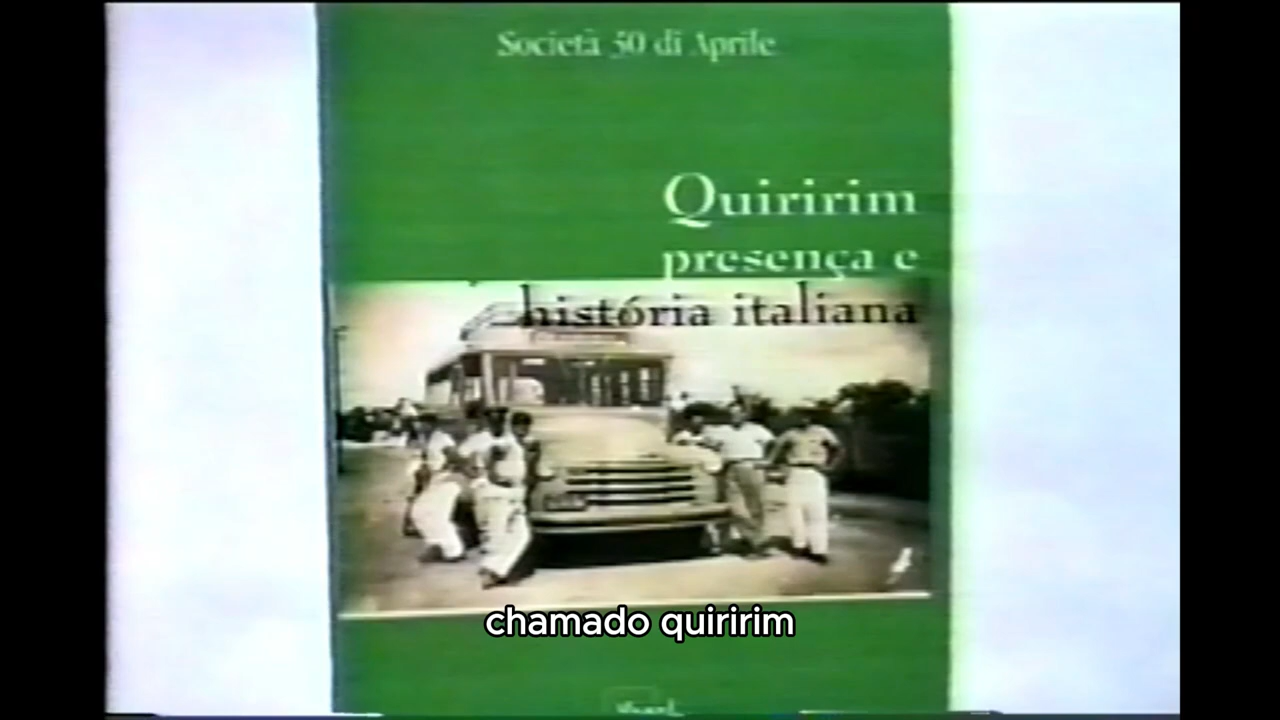 Società 30 di Aprile
Quiririm
presença e
história italiana
chamado quiririm